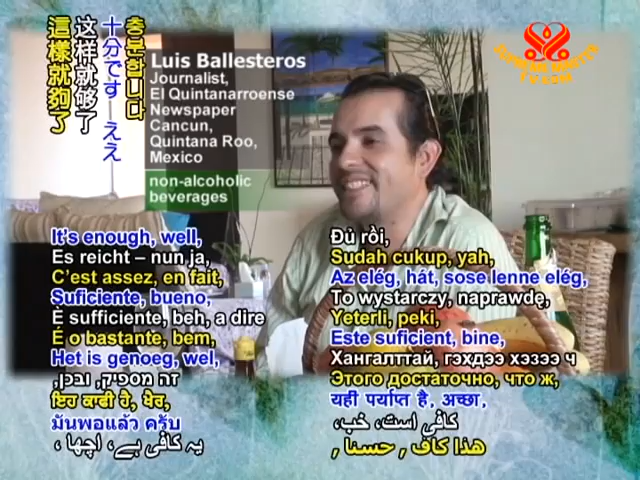 충분합니다
十分です—ええ
这样就够了
這樣就夠了
SUPREME MASTER
TV.COM
Luis Ballesteros
Journalist,
El Quintanarroense
Newspaper
Cancun,
Quintana Roo,
Mexico
non-alcoholic
beverages
It's enough, well,
Es reicht – nun ja,
C'est assez, en fait,
Suficiente, bueno,
È sufficiente, beh, a dire
É o bastante, bem,
Het is genoeg, wel,
זה מספיק, ובכן,
ਇਹ ਕਾਫੀ ਹੈ, ਖੈਰ,
มันพอแล้ว ครับ
یہ کافی ہے، اچھا ،
Đủ rồi,
Sudah cukup, yah,
Az elég, hát, sose lenne elég,
To wystarczy, naprawdę,
Yeterli, peki,
Este suficient, bine,
Хангалттай, гэхдээ хэзээ ч
Этого достаточно, что ж,
यही पर्याप्त है, अच्छा,
کافی است، خب،
هذا كاف , حسنا ,